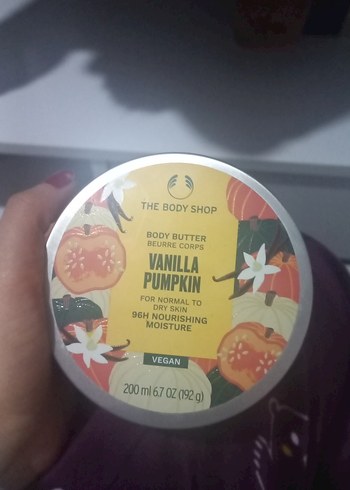 THE BODY SHOP
BODY BUTTER
BEURRE CORPS
VANILLA
PUMPKIN
FOR NORMAL TO
DRY SKIN
96H NOURISHING
MOISTURE
VEGAN
200 ml 6.7 OZ (192 g)